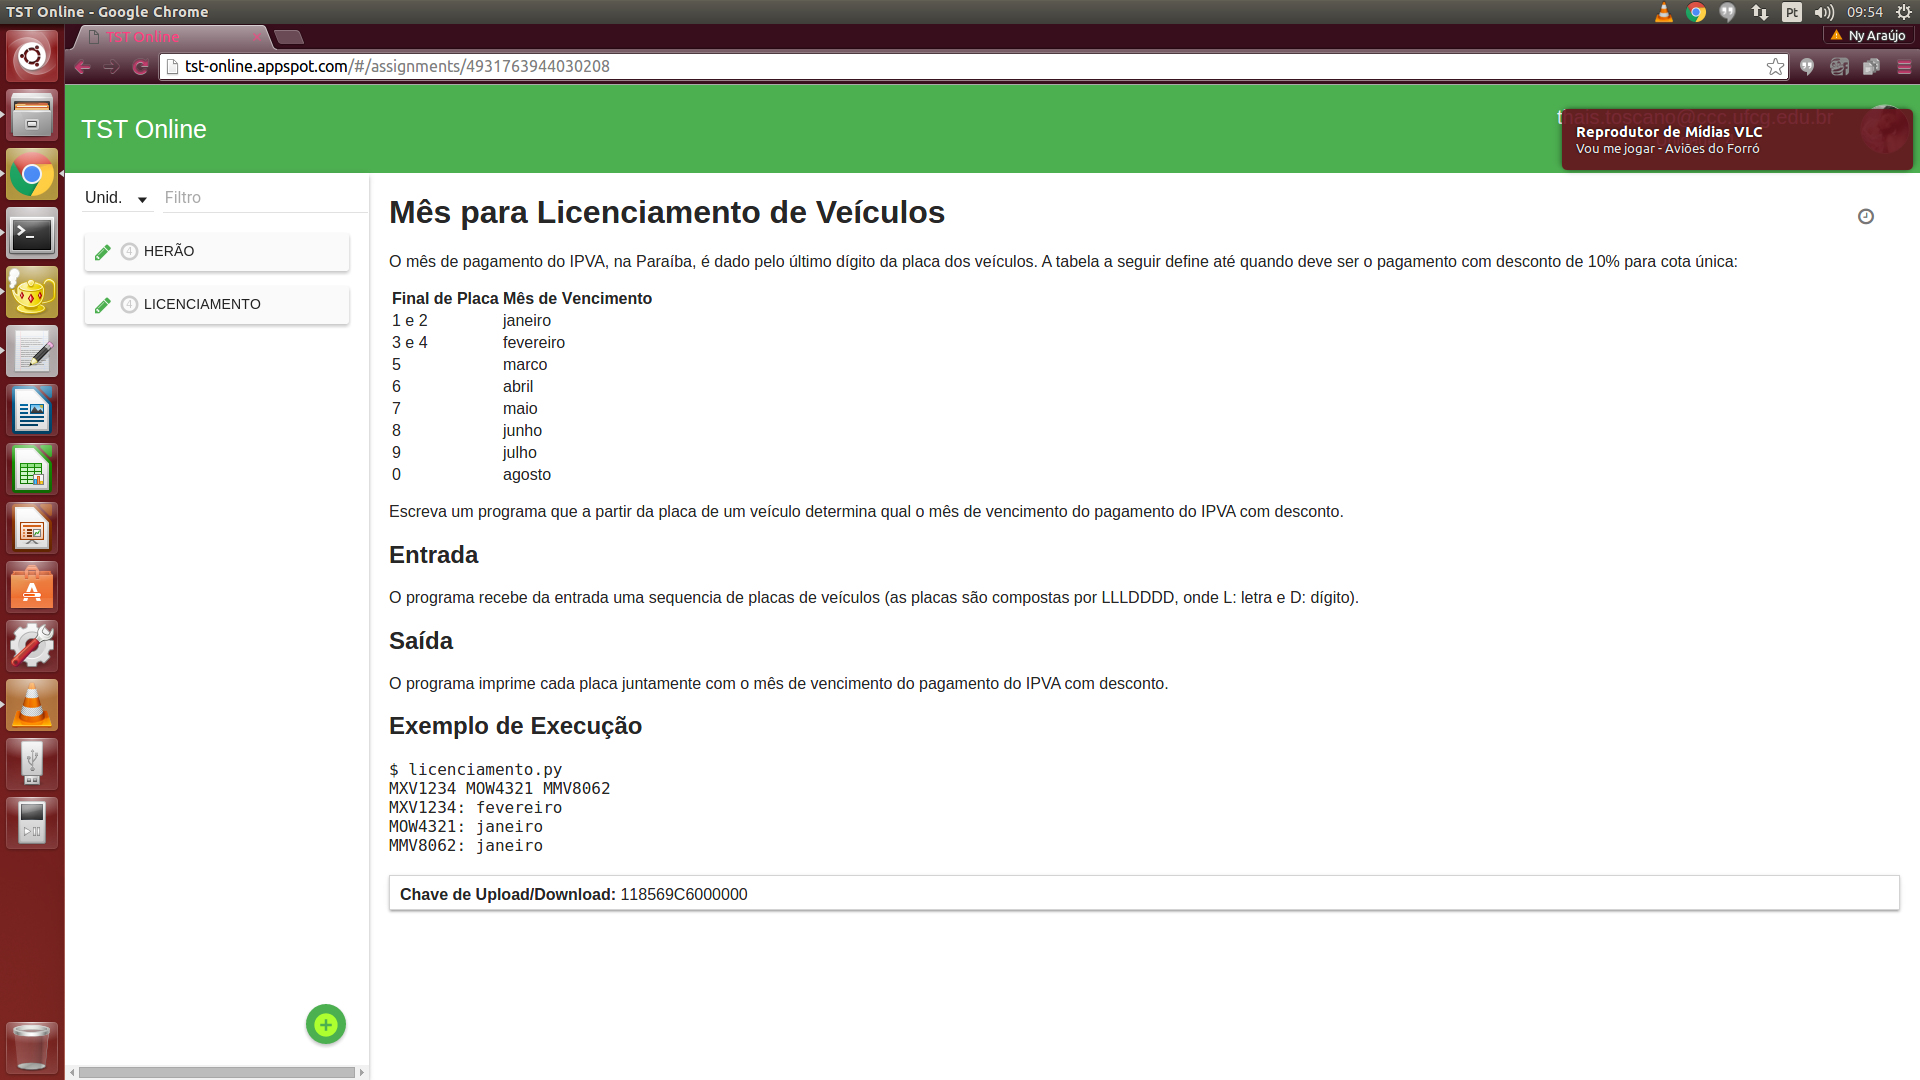 TST Online - Google Chrome
Pt
09:54
TST Online
Ny Araújo
tst-online.appspot.com/#/assignments/4931763944030208
TST Online
thais.toscano@ccc.ufcg.edu.br
Reprodutor de Mídias VLC
Vou me jogar - Aviões do Forró
Unid.
Filtro
4 HERÃO
4 LICENCIAMENTO
Mês para Licenciamento de Veículos
O mês de pagamento do IPVA, na Paraíba, é dado pelo último dígito da placa dos veículos. A tabela a seguir define até quando deve ser o pagamento com desconto de 10% para cota única:
Final de Placa Mês de Vencimento
1 e 2 janeiro
3 e 4 fevereiro
5 marco
6 abril
7 maio
8 junho
9 julho
0 agosto
Escreva um programa que a partir da placa de um veículo determina qual o mês de vencimento do pagamento do IPVA com desconto.
Entrada
O programa recebe da entrada uma sequencia de placas de veículos (as placas são compostas por LLLDDDD, onde L: letra e D: dígito).
Saída
O programa imprime cada placa juntamente com o mês de vencimento do pagamento do IPVA com desconto.
Exemplo de Execução
$ licenciamento.py
MXV1234 MOW4321 MMV8062
MXV1234: fevereiro
MOW4321: janeiro
MMV8062: janeiro
Chave de Upload/Download: 118569C6000000